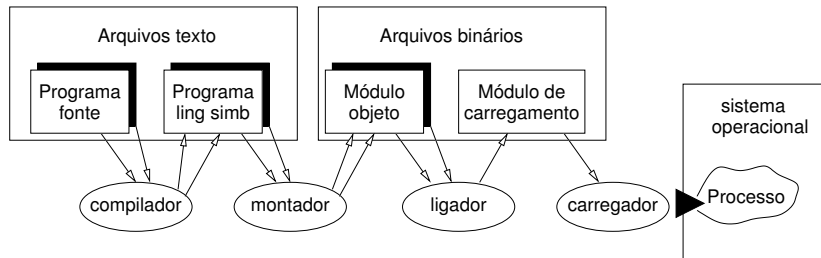 Arquivos texto
Arquivos binários
Programa
fonte
Programa
ling simb
Módulo
objeto
Módulo de
carregamento
sistema
operacional
compilador
montador
ligador
carregador
Processo